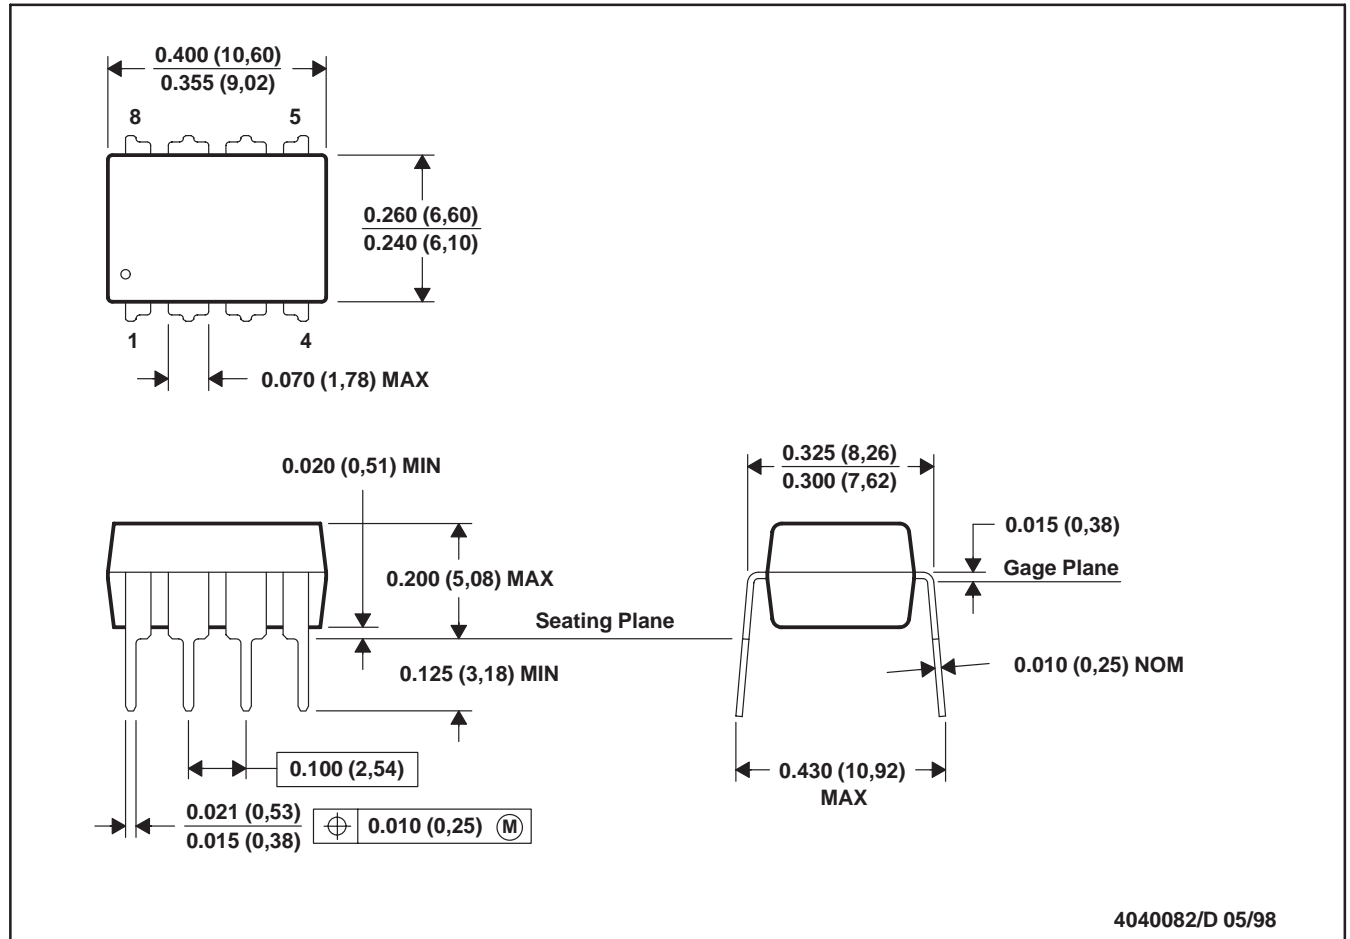 0.400 (10,60)
0.355 (9,02)
8 5
0.260 (6,60)
0.240 (6,10)
1 4
0.070 (1,78) MAX
0.020 (0,51) MIN
0.200 (5,08) MAX
Seating Plane
0.125 (3,18) MIN
0.100 (2,54)
0.021 (0,53)
0.015 (0,38)
0.010 (0,25) M
0.325 (8,26)
0.300 (7,62)
0.015 (0,38)
Gage Plane
0.010 (0,25) NOM
0.430 (10,92)
MAX
4040082/D 05/98